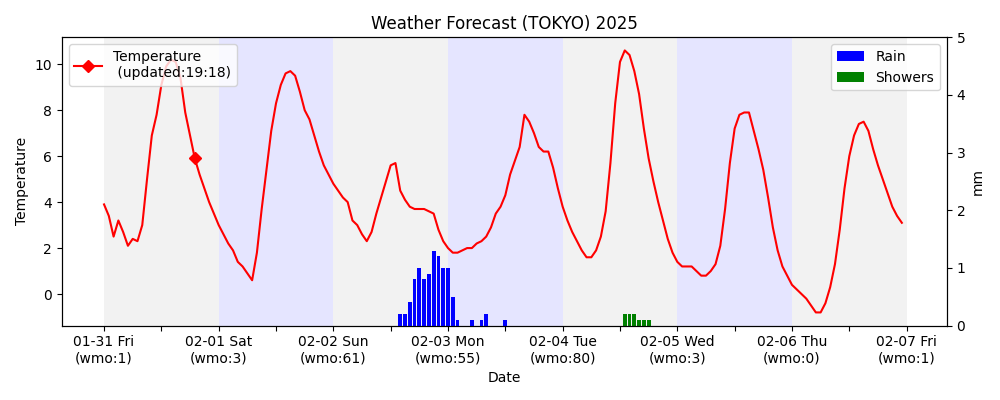 Weather Forecast (TOKYO) 2025
Temperature
(updated:19:18)
Rain
Showers
10
8
6
4
2
0
Temperature
5
4
3
2
1
0
mm
01-31 Fri
(wmo:1)
02-01 Sat
(wmo:3)
02-02 Sun
(wmo:61)
02-03 Mon
(wmo:55)
02-04 Tue
(wmo:80)
02-05 Wed
(wmo:3)
02-06 Thu
(wmo:0)
02-07 Fri
(wmo:1)
Date